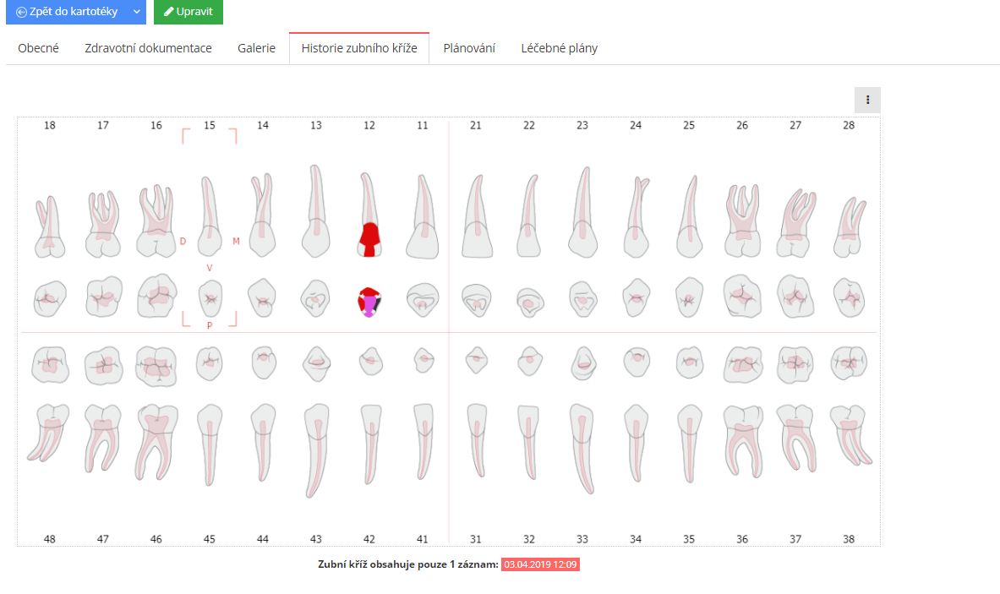 Zpět do kartotéky Upravit
Obecné Zdravotní dokumentace Galerie Historie zubního kříže Plánování Léčebné plány
18 17 16 15 14 13 12 11 21 22 23 24 25 26 27 28
D M
V
P
48 47 46 45 44 43 42 41 31 32 33 34 35 36 37 38
Zubní kříž obsahuje pouze 1 záznam: 03.04.2019 12:09